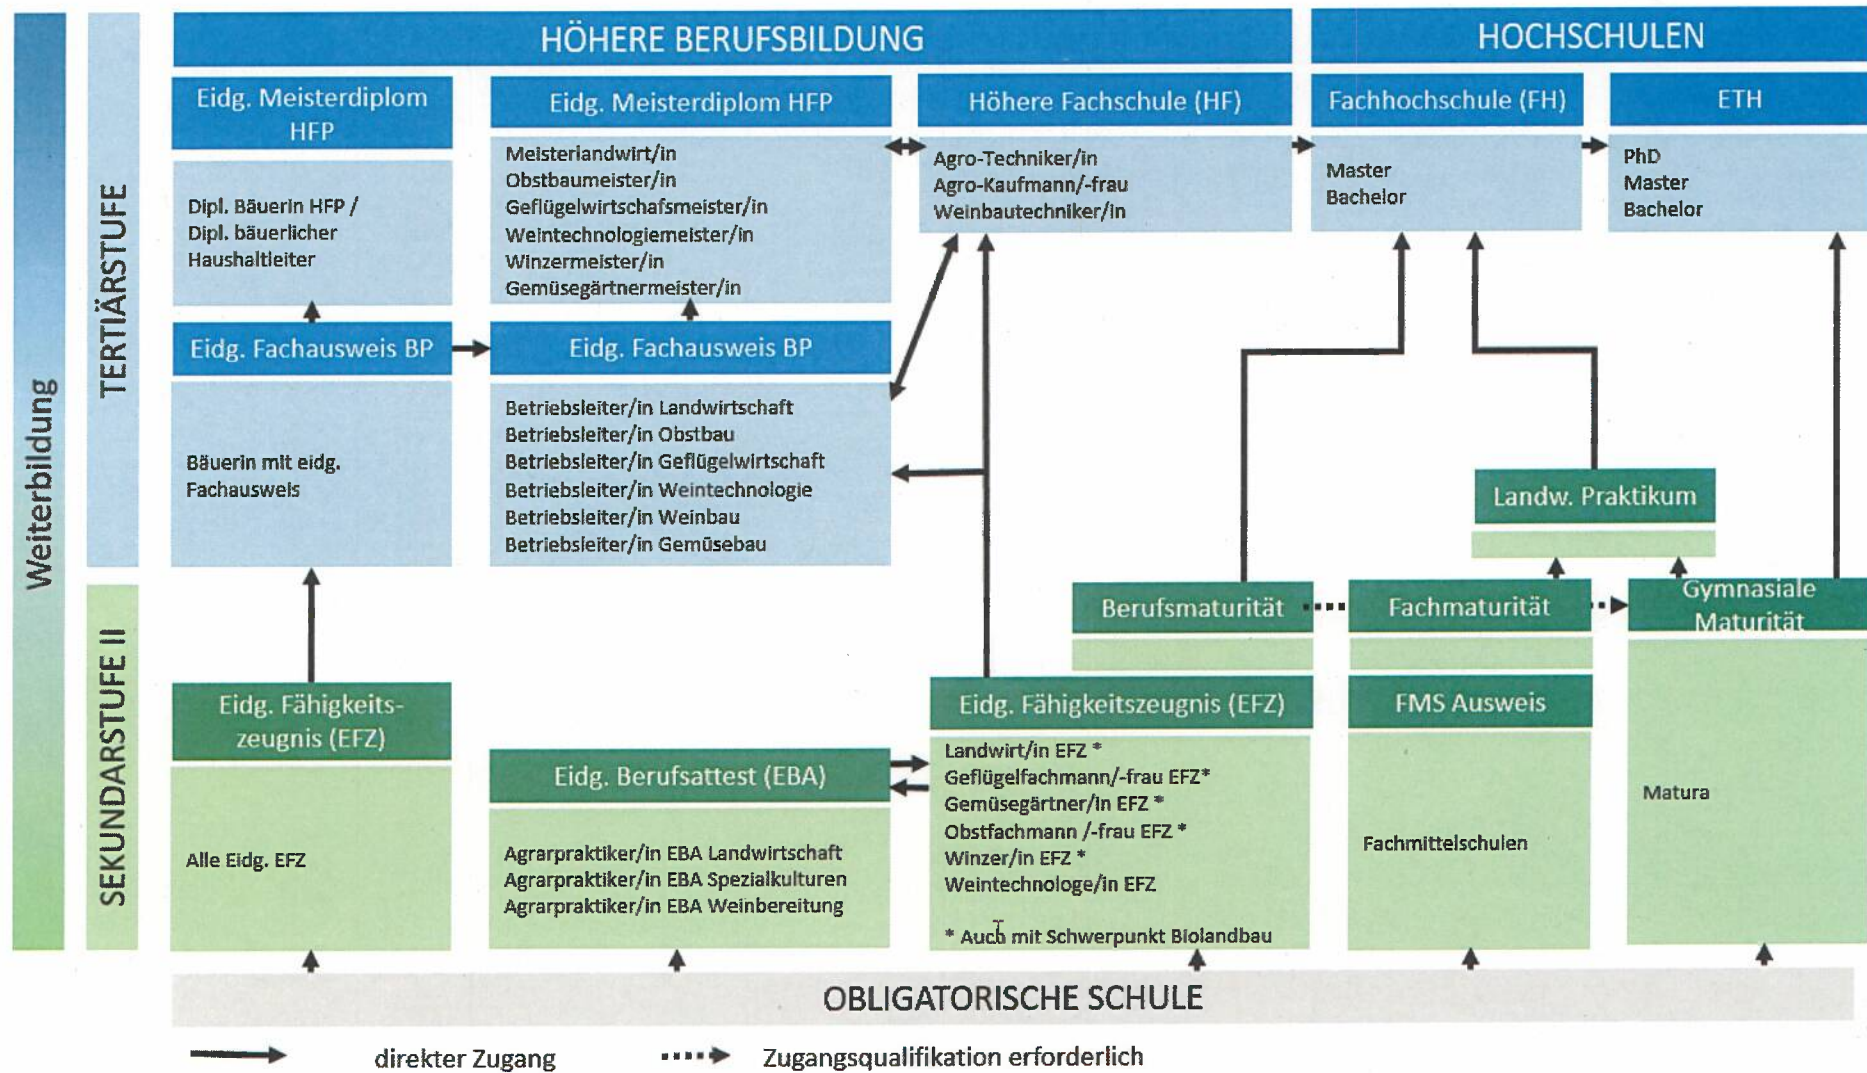 HÖHERE BERUFSBILDUNG
HOCHSCHULEN
Weiterbildung
TERTIÄRSTUFE
SEKUNDARSTUFE II
Eidg. Meisterdiplom
HFP
Dipl. Bäuerin HFP /
Dipl. bäuerlicher
Haushaltleiter
Eidg. Meisterdiplom HFP
Meisterlandwirt/in
Obstbaumeister/in
Geflügelwirtschafsmeister/in
Weintechnologiemeister/in
Winzermeister/in
Gemüsegärtnermeister/in
Höhere Fachschule (HF)
Agro-Techniker/in
Agro-Kaufmann/-frau
Weinbautechniker/in
Fachhochschule (FH)
Master
Bachelor
ETH
PhD
Master
Bachelor
Eidg. Fachausweis BP
Bäuerin mit eidg.
Fachausweis
Eidg. Fachausweis BP
Betriebsleiter/in Landwirtschaft
Betriebsleiter/in Obstbau
Betriebsleiter/in Geflügelwirtschaft
Betriebsleiter/in Weintechnologie
Betriebsleiter/in Weinbau
Betriebsleiter/in Gemüsebau
Landw. Praktikum
Berufsmaturität
Fachmaturität
Gymnasiale
Maturität
Eidg. Fähigkeits-
zeugnis (EFZ)
Alle Eidg. EFZ
Eidg. Berufsattest (EBA)
Agrarpraktiker/in EBA Landwirtschaft
Agrarpraktiker/in EBA Spezialkulturen
Agrarpraktiker/in EBA Weinbereitung
Eidg. Fähigkeitszeugnis (EFZ)
Landwirt/in EFZ *
Geflügelfachmann/-frau EFZ*
Gemüsegärtner/in EFZ *
Obstfachmann /-frau EFZ *
Winzer/in EFZ *
Weintechnologe/in EFZ
* Auch mit Schwerpunkt Biolandbau
FMS Ausweis
Fachmittelschulen
Matura
OBLIGATORISCHE SCHULE
direkter Zugang
Zugangsqualifikation erforderlich